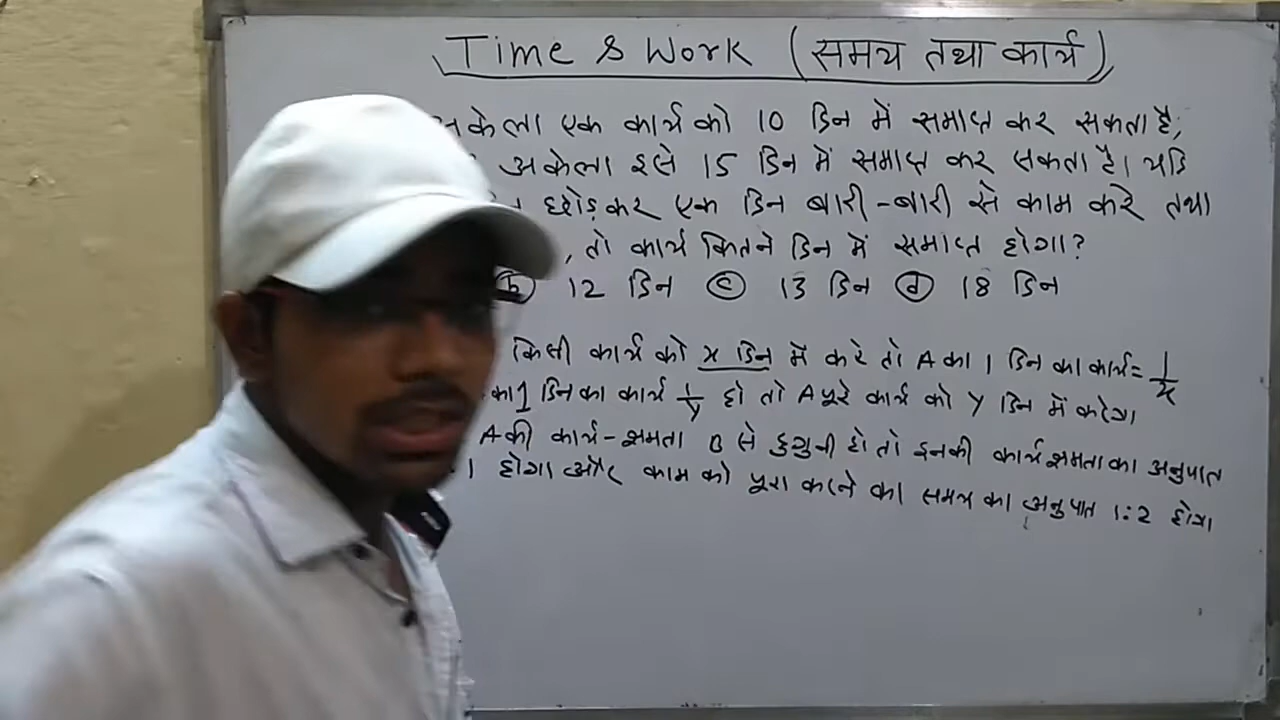 Time & Work (समय तथा कार्य)
अकेला एक कार्य को 10 दिन में समाप्त कर सकता है,
अकेला इसे 15 दिन में समाप्त कर सकता है। यदि
छोड़कर एक दिन बारी-बारी से काम करे तथा
, तो कार्य कितने दिन में समाप्त होगा?
(b) 12 दिन (c) 13 दिन (d) 18 दिन
किसी कार्य को x दिन में करे तो A का 1 दिन का कार्य = 1/x
का 1 दिन का कार्य 1/y हो तो A पूरे कार्य को y दिन में करेगा
A की कार्य-क्षमता B से दुगुनी हो तो इनकी कार्यक्षमता का अनुपात
1 होगा और काम को पूरा करने का समय का अनुपात 1:2 होगा